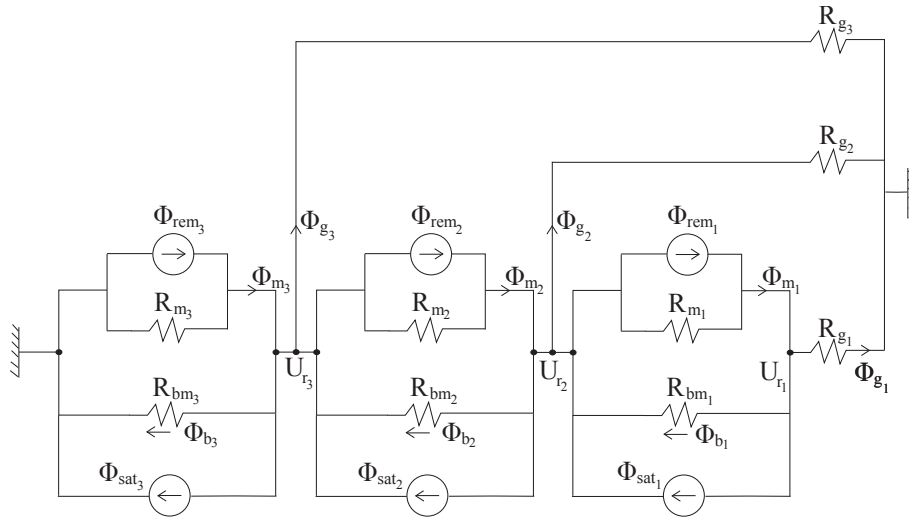 R_g3
R_g2
Φ_rem3 Φ_g3 Φ_rem2 Φ_g2 Φ_rem1
Φ_m3 Φ_m2 Φ_m1
R_m3 R_m2 R_m1 R_g1
U_r3 U_r2 U_r1 Φ_g1
R_bm3 R_bm2 R_bm1
Φ_b3 Φ_b2 Φ_b1
Φ_sat3 Φ_sat2 Φ_sat1